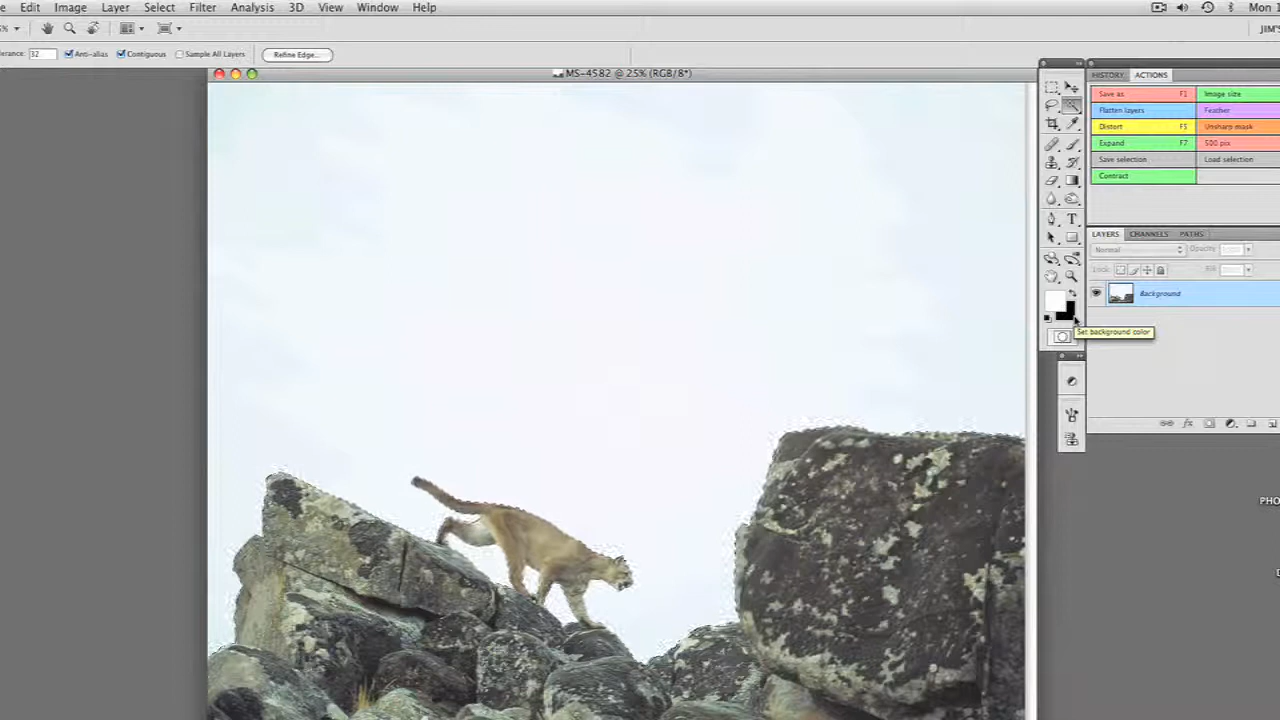 Edit Image Layer Select Filter Analysis 3D View Window Help Mon
JIM'S
32 Anti-alias Contiguous Sample All Layers Refine Edge...
MS-4582 @ 25% (RGB/8*)
HISTORY ACTIONS
Save as F1 Image size
Flatten layers Feather
Distort F5 Unsharp mask
Expand F7 500 pix
Save selection Load selection
Contract
LAYERS CHANNELS PATHS
Normal Opacity
Lock: Fill
Background
Set background color
PHO